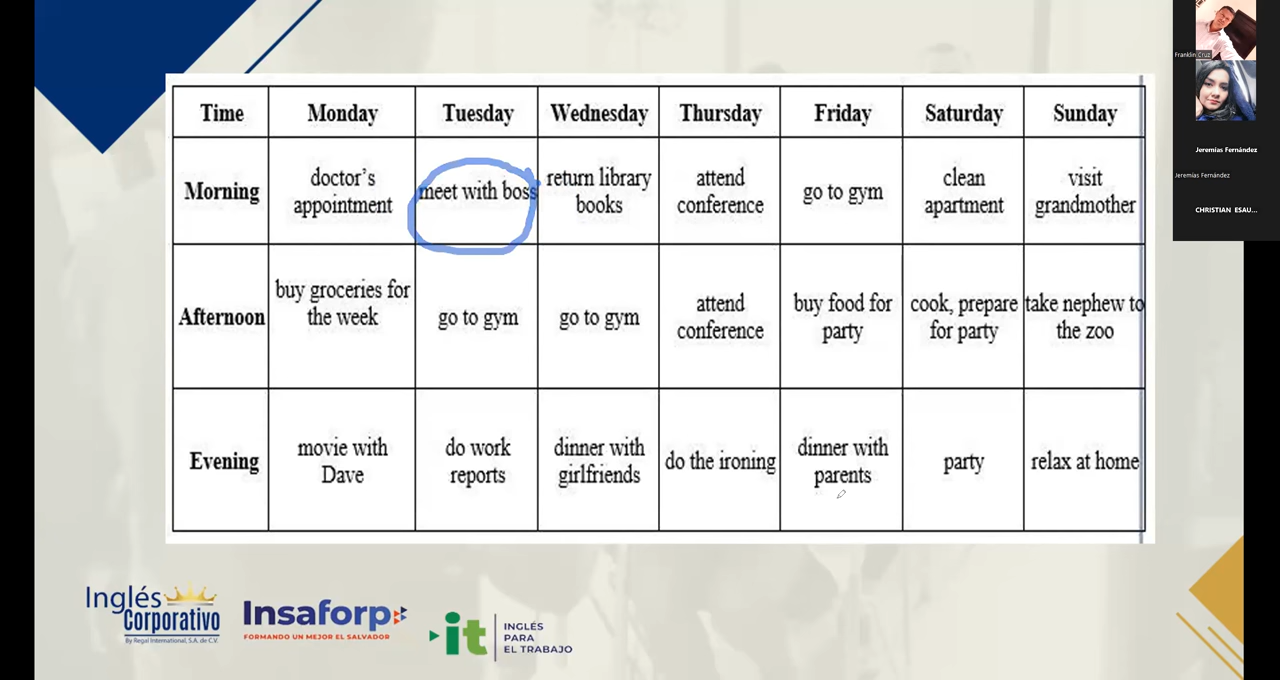 Time Monday Tuesday Wednesday Thursday Friday Saturday Sunday
Morning
doctor's
appointment
meet with boss
return library
books
attend
conference
go to gym
clean
apartment
visit
grandmother
Afternoon
buy groceries for
the week
go to gym
go to gym
attend
conference
buy food for
party
cook, prepare
for party
take nephew to
the zoo
Evening
movie with
Dave
do work
reports
dinner with
girlfriends
do the ironing
dinner with
parents
party
relax at home
Franklin Cruz
Jeremías Fernández
Jeremías Fernández
CHRISTIAN ESAU...
Inglés
Corporativo
By Regal International, S.A. de C.V.
Insaforp
FORMANDO UN MEJOR EL SALVADOR
it
INGLÉS
PARA
EL TRABAJO